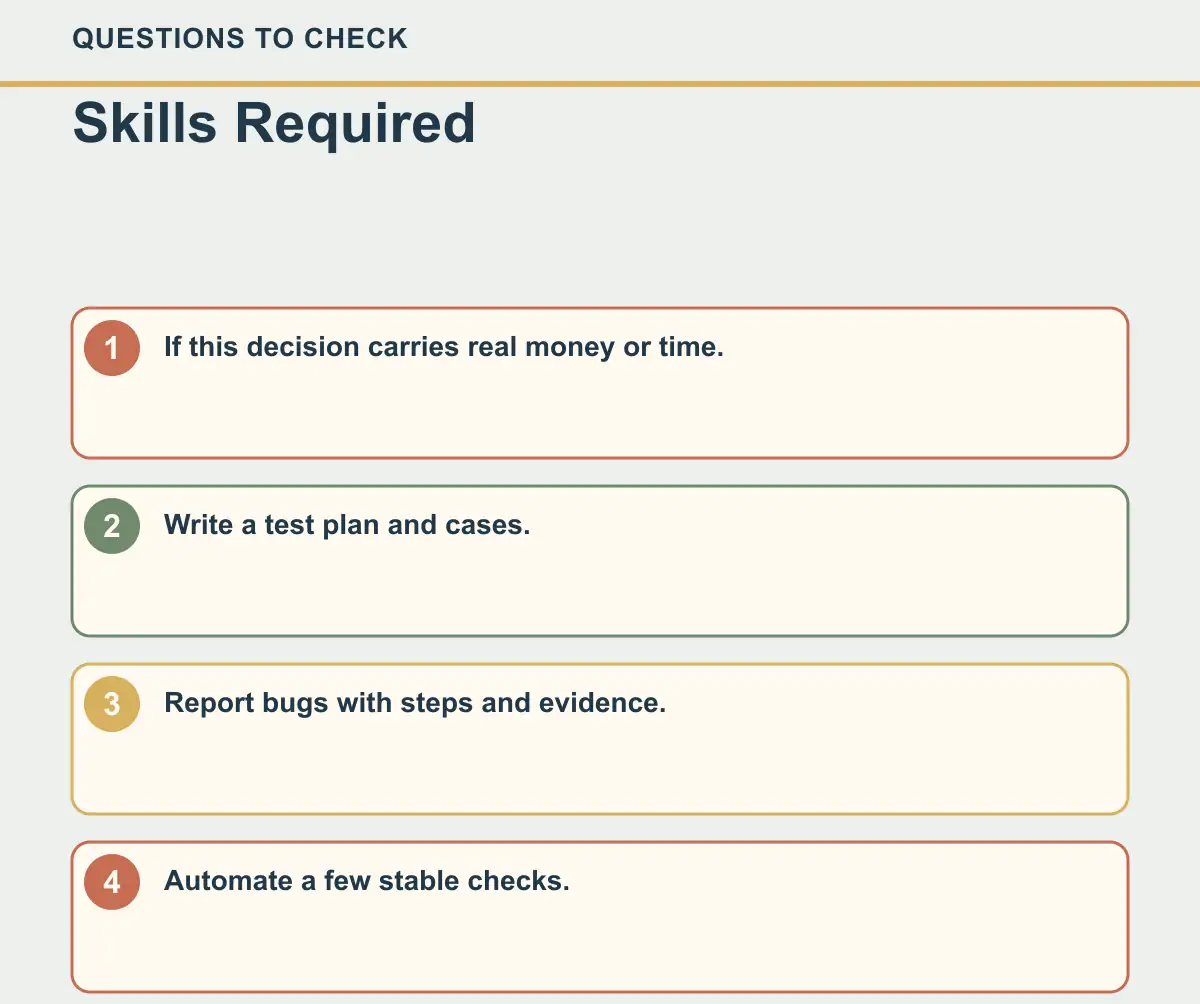 QUESTIONS TO CHECK
Skills Required
1 If this decision carries real money or time.
2 Write a test plan and cases.
3 Report bugs with steps and evidence.
4 Automate a few stable checks.